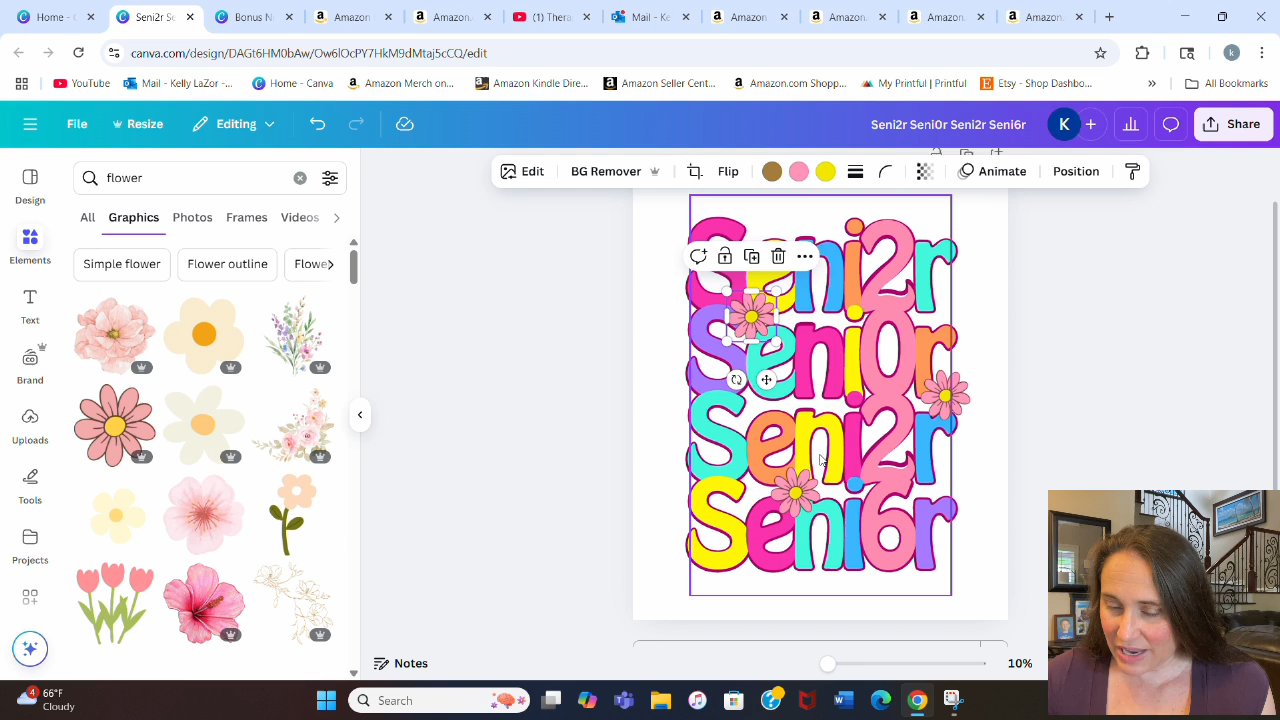 Home - C
Seni2r Se
Bonus N
Amazon
Amazon.
(1) Thera
Mail - Ke
Amazon
Amazon.
Amazon
Amazon.
canva.com/design/DAGt6HM0bAw/Ow6lOcPY7HkM9dMtaj5cCQ/edit
k
YouTube
Mail - Kelly LaZor -...
Home - Canva
Amazon Merch on...
Amazon Kindle Dire...
Amazon Seller Cent...
Amazon.com Shopp...
My Printful | Printful
Etsy - Shop Dashbo...
» All Bookmarks
File
Resize
Editing
Seni2r Seni0r Seni2r Seni6r
K
Share
Design
Elements
Text
Brand
Uploads
Tools
Projects
flower
All
Graphics
Photos
Frames
Videos
Simple flower
Flower outline
Flowe
Edit
BG Remover
Flip
Animate
Position
Seni2r
Seni0r
Seni2r
Seni6r
Notes
10%
4
66°F
Cloudy
Search